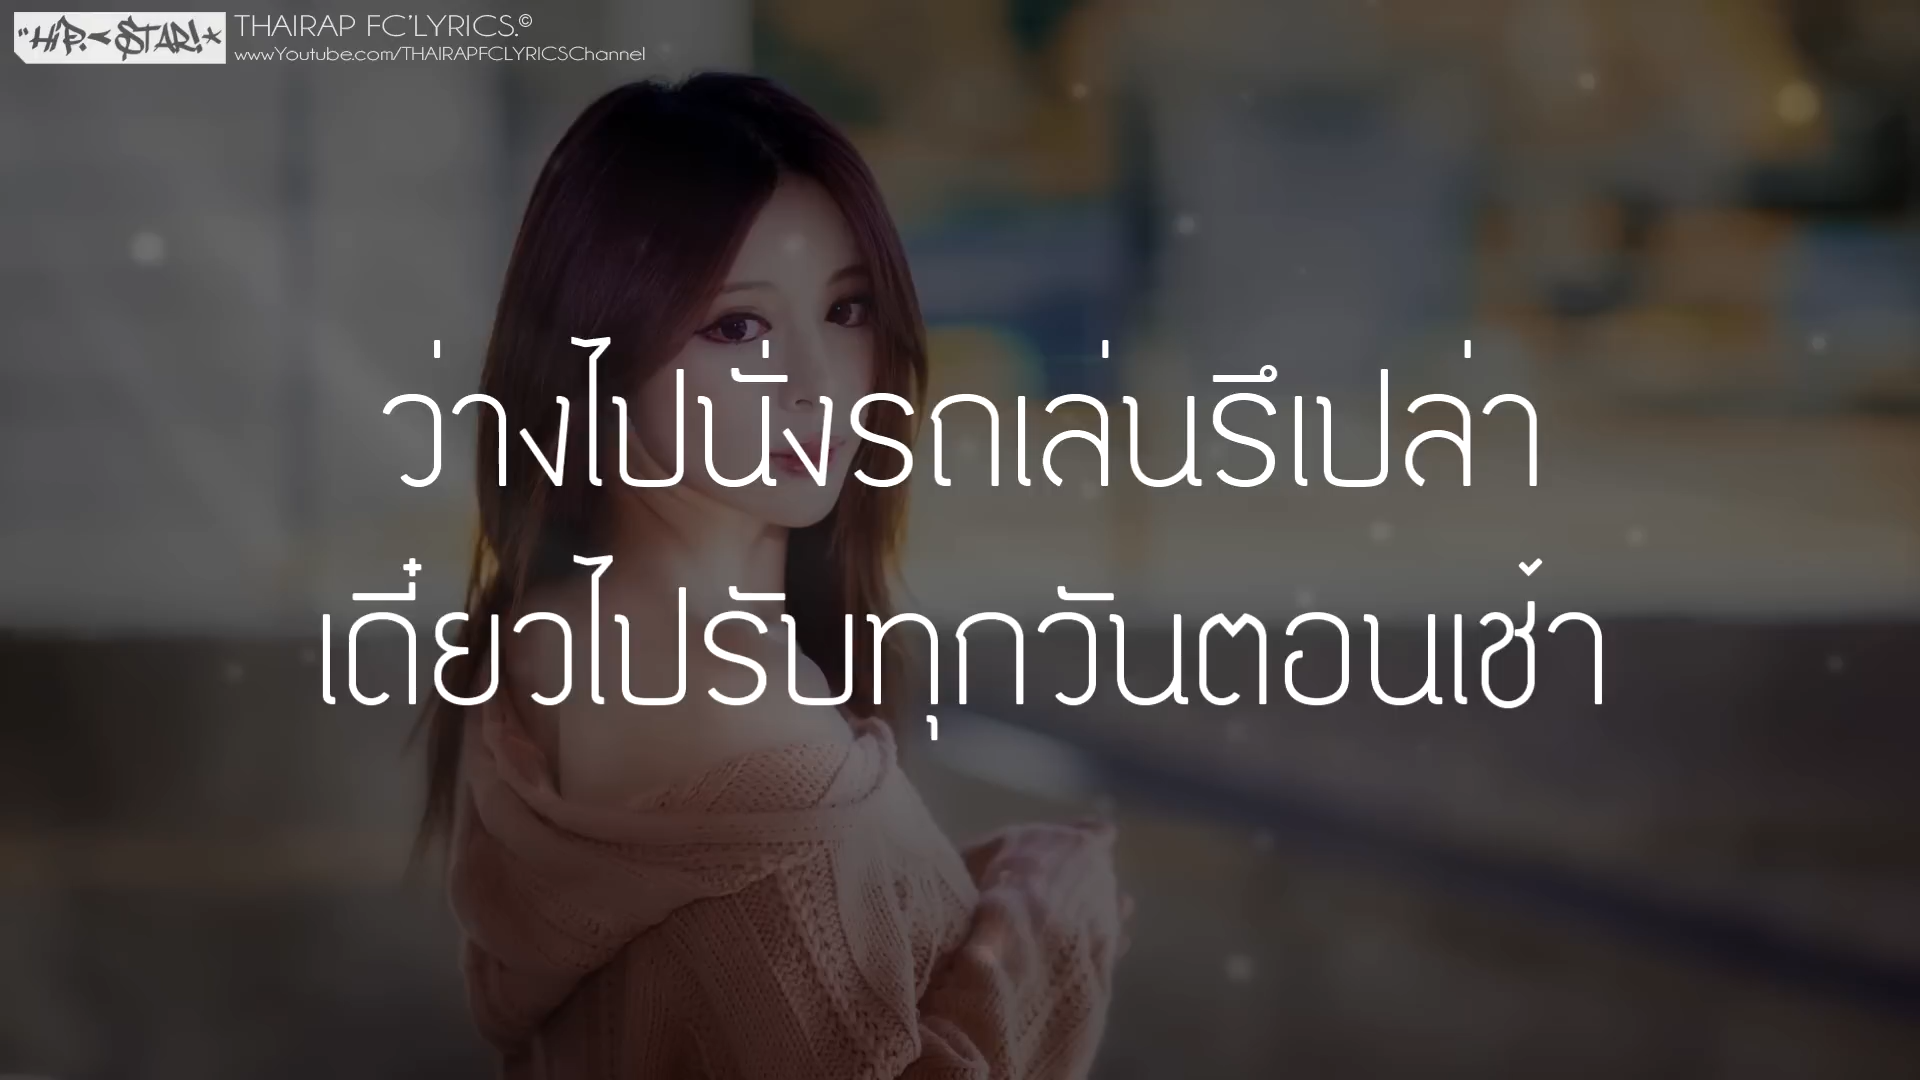 "HIP-STAR!*
THAIRAP FC'LYRICS.©
www.Youtube.com/THAIRAPFCLYRICSChannel
ว่างไปนั่งรถเล่นรึเปล่า
เดี๋ยวไปรับทุกวันตอนเช้า